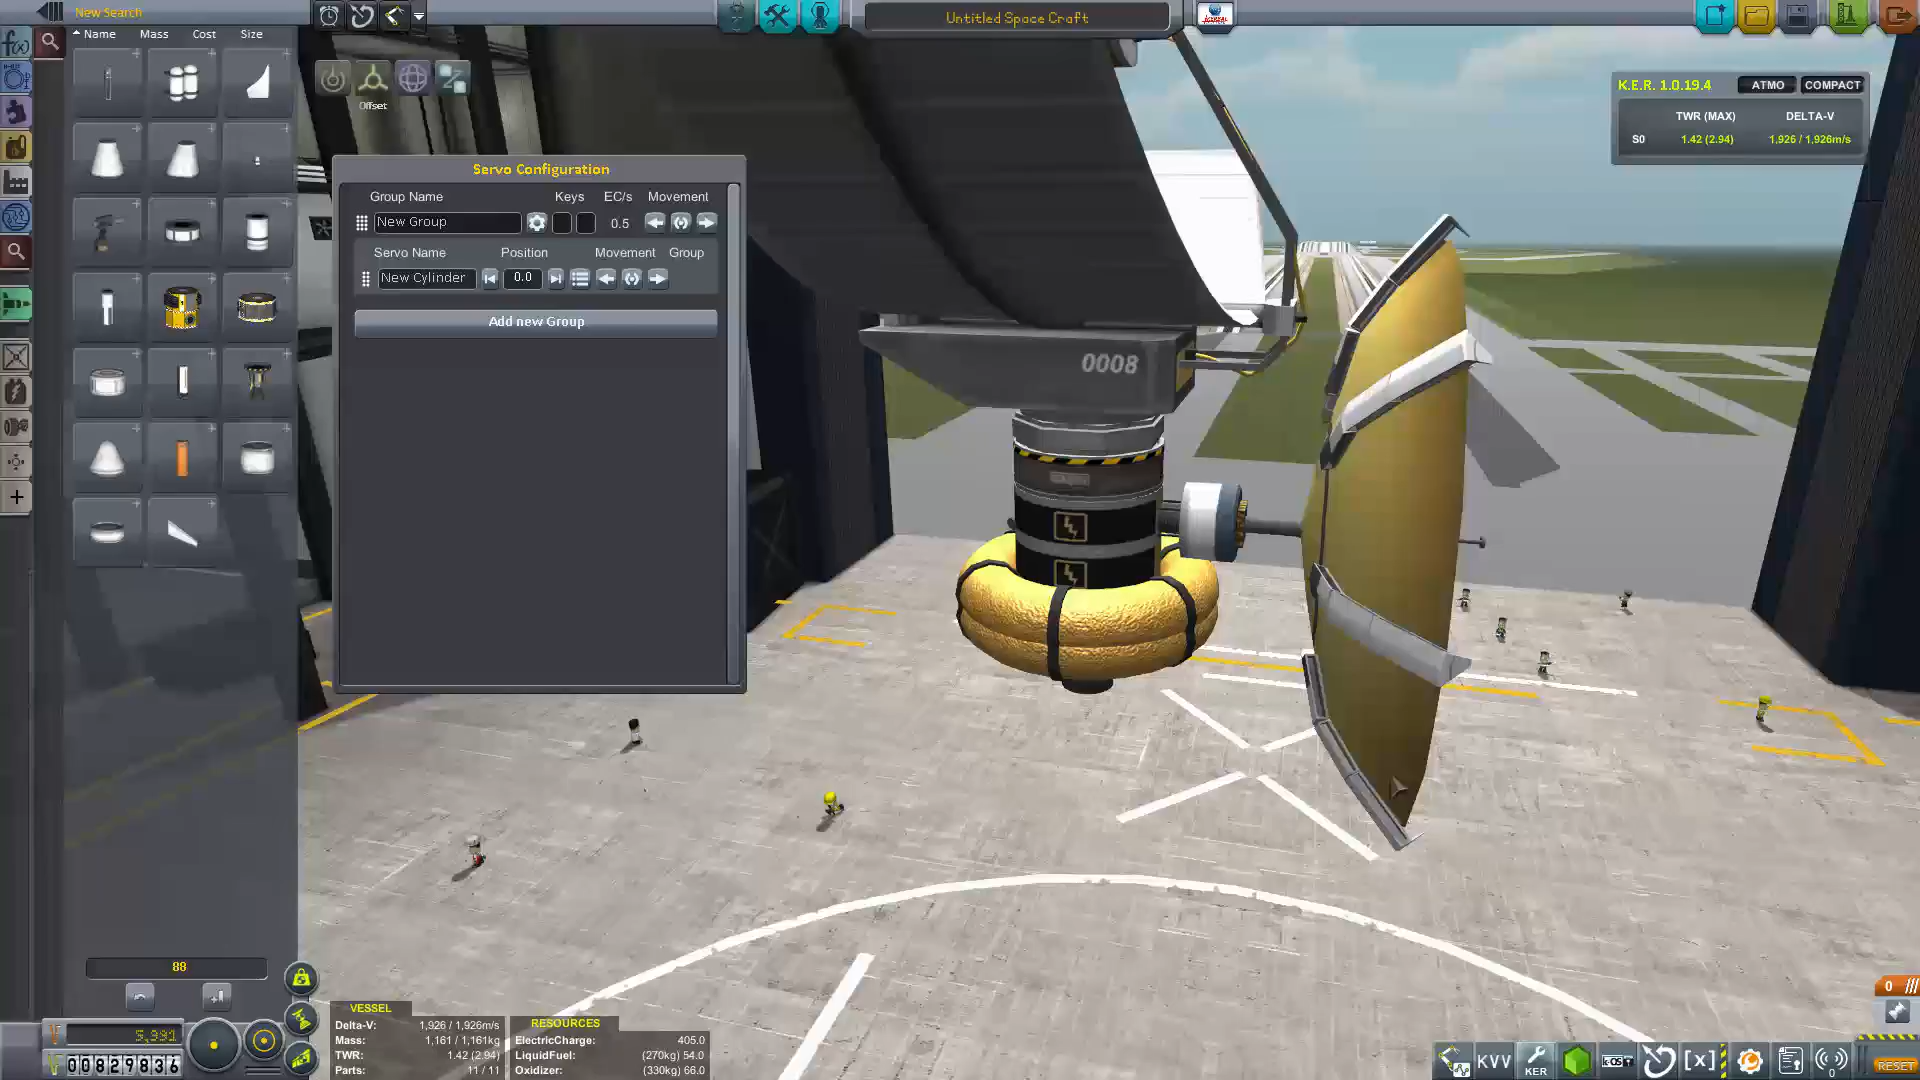 New Search
Name Mass Cost Size
Offset
Untitled Space Craft
K.E.R. 1.0.19.4 ATMO COMPACT
TWR (MAX) DELTA-V
S0 1.42 (2.94) 1,926 / 1,926m/s
Servo Configuration
Group Name Keys EC/s Movement
New Group 0.5
Servo Name Position Movement Group
New Cylinder 0.0
Add new Group
0008
88
5,991
00829836
VESSEL
Delta-V: 1,926 / 1,926m/s
Mass: 1,161 / 1,161kg
TWR: 1.42 (2.94)
Parts: 11 / 11
RESOURCES
ElectricCharge: 405.0
LiquidFuel: (270kg) 54.0
Oxidizer: (330kg) 66.0
0
KVV KER kOS [x] 0
RESET